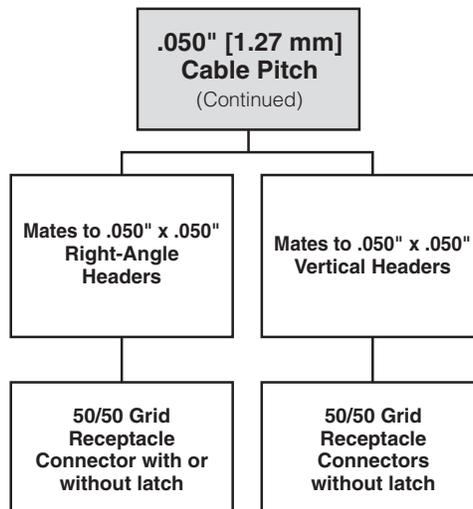 .050" [1.27 mm]
Cable Pitch
(Continued)
Mates to .050" x .050"
Right-Angle
Headers
Mates to .050" x .050"
Vertical Headers
50/50 Grid
Receptacle
Connector with or
without latch
50/50 Grid
Receptacle
Connectors
without latch